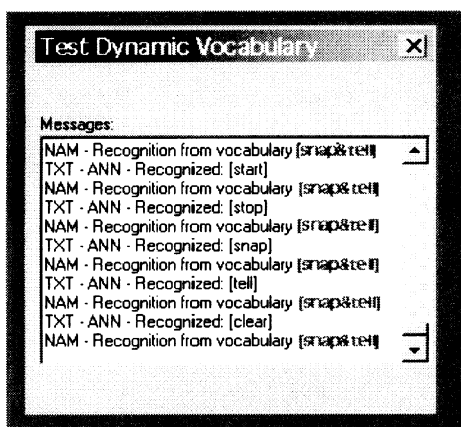 Test Dynamic Vocabulary
Messages:
NAM - Recognition from vocabulary [snap&tell]
TXT - ANN - Recognized: [start]
NAM - Recognition from vocabulary [snap&tell]
TXT - ANN - Recognized: [stop]
NAM - Recognition from vocabulary [snap&tell]
TXT - ANN - Recognized: [snap]
NAM - Recognition from vocabulary [snap&tell]
TXT - ANN - Recognized: [tell]
NAM - Recognition from vocabulary [snap&tell]
TXT - ANN - Recognized: [clear]
NAM - Recognition from vocabulary [snap&tell]